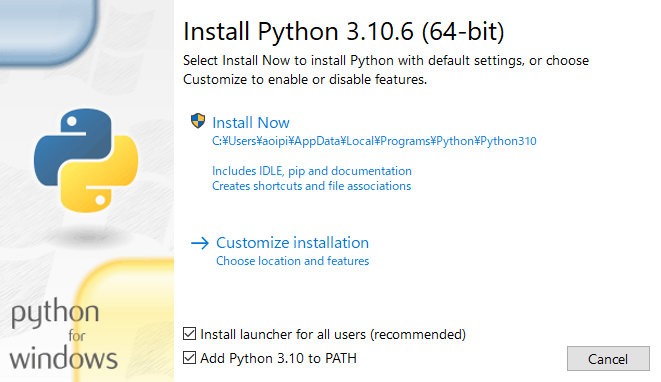 Install Python 3.10.6 (64-bit)
Select Install Now to install Python with default settings, or choose
Customize to enable or disable features.
Install Now
C:¥Users¥aoipi¥AppData¥Local¥Programs¥Python¥Python310
Includes IDLE, pip and documentation
Creates shortcuts and file associations
Customize installation
Choose location and features
python
for
windows
Install launcher for all users (recommended)
Add Python 3.10 to PATH
Cancel